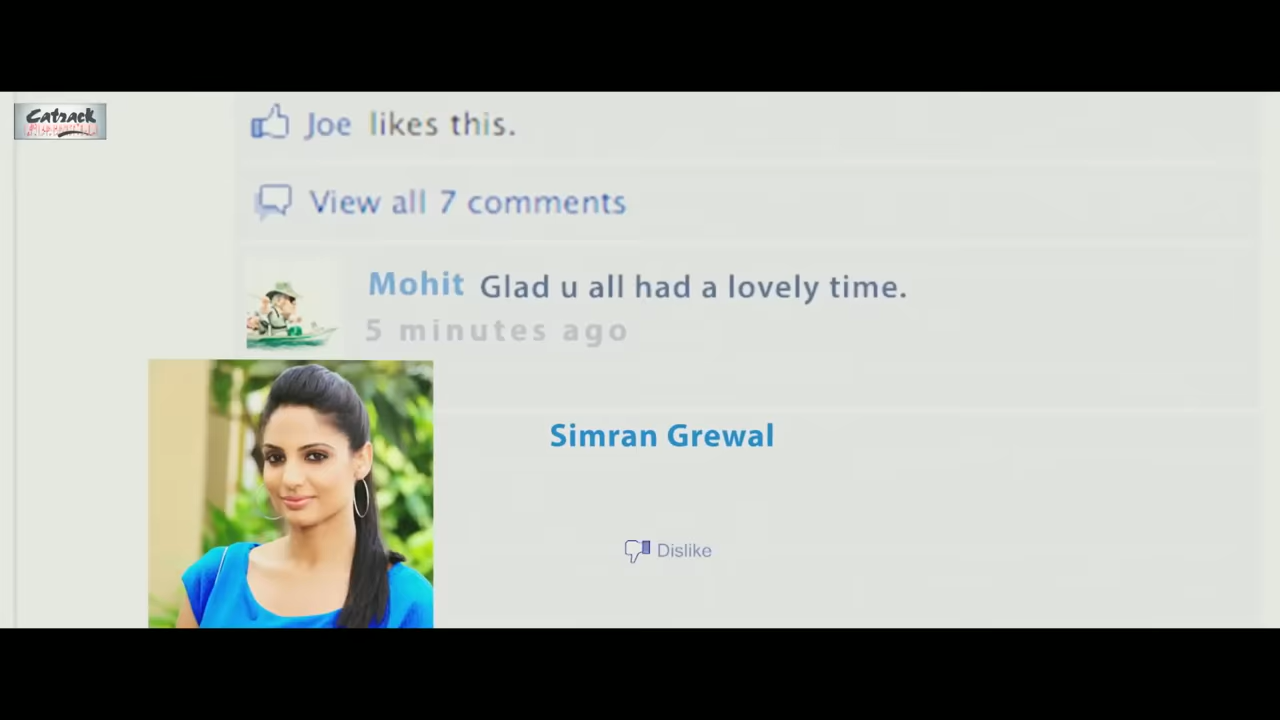 Catrack
Joe likes this.
View all 7 comments
Mohit Glad u all had a lovely time.
5 minutes ago
Simran Grewal
Dislike